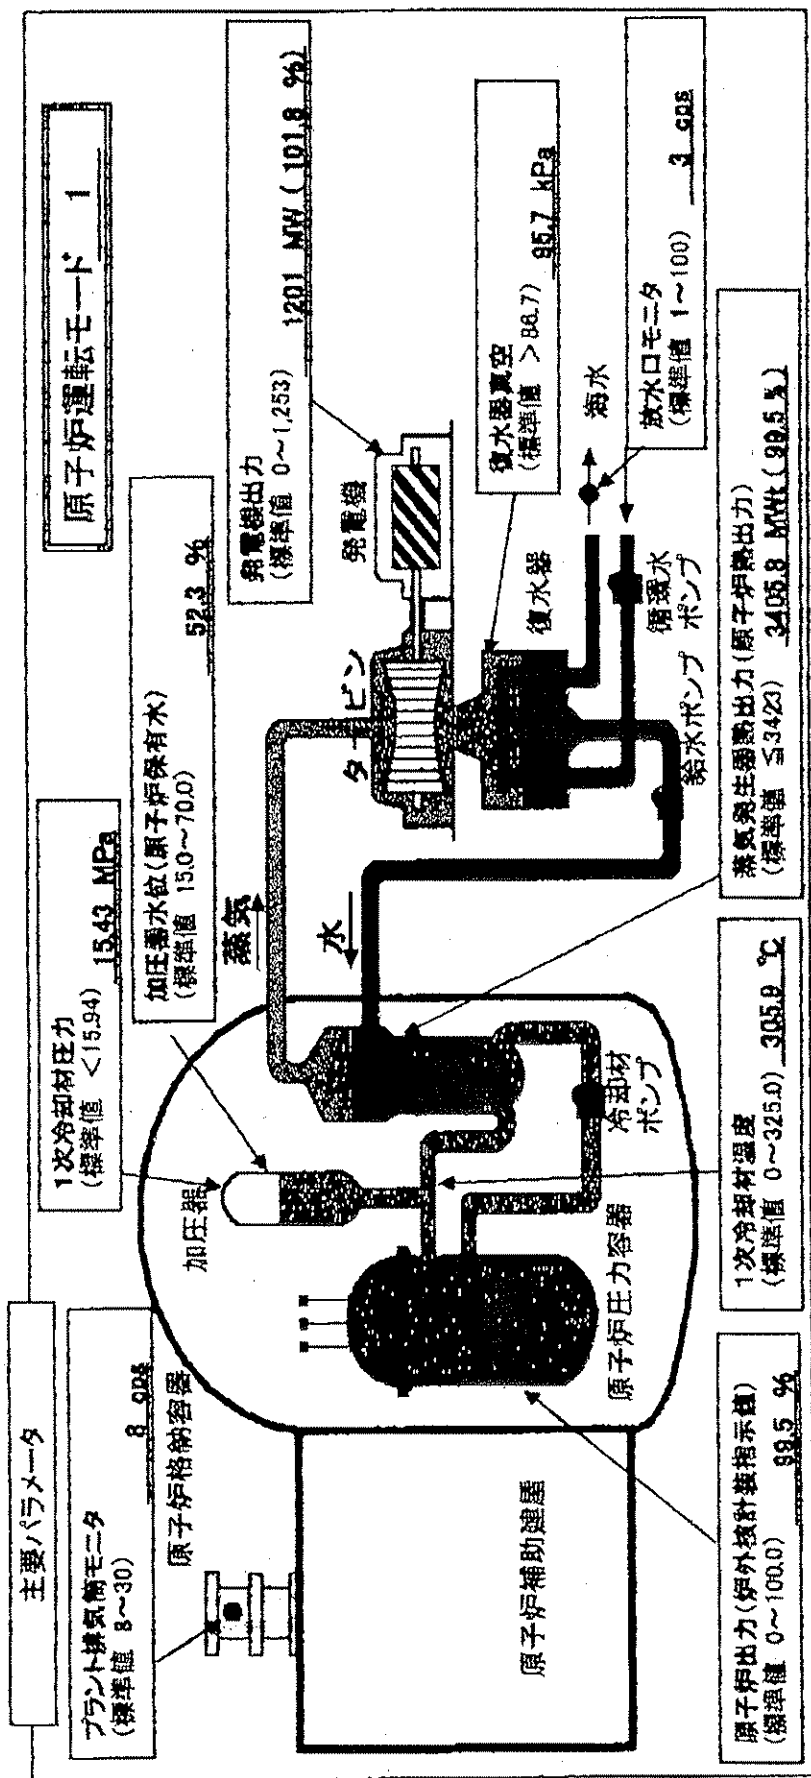 主要パラメータ
原子炉運転モード 1
プラント排気筒モニタ
(標準値 8～30) 8 cps
1次冷却材圧力
(標準値 <15.94) 15.43 MPa
加圧器水位(原子炉保有水)
(標準値 15.0～70.0) 52.3 %
発電機出力
(標準値 0～1,253) 1201 MW (101.8 %)
原子炉格納容器
加圧器
蒸気
水
タービン
発電機
復水器真空
(標準値 >86.7) 95.7 kPa
復水器
海水
循環水
ポンプ
給水ポンプ
冷却材
ポンプ
原子炉圧力容器
原子炉補助建屋
放水口モニタ
(標準値 1～100) 3 cps
原子炉出力(炉外核計装指示値)
(標準値 0～100.0) 99.5 %
1次冷却材温度
(標準値 0～325.0) 305.9 ℃
蒸気発生器熱出力(原子炉熱出力)
(標準値 ≦3423) 3405.8 MWt (99.5 %)